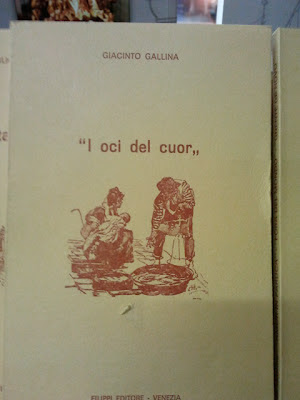 GIACINTO GALLINA
"I oci del cuor„
FILIPPI EDITORE - VENEZIA